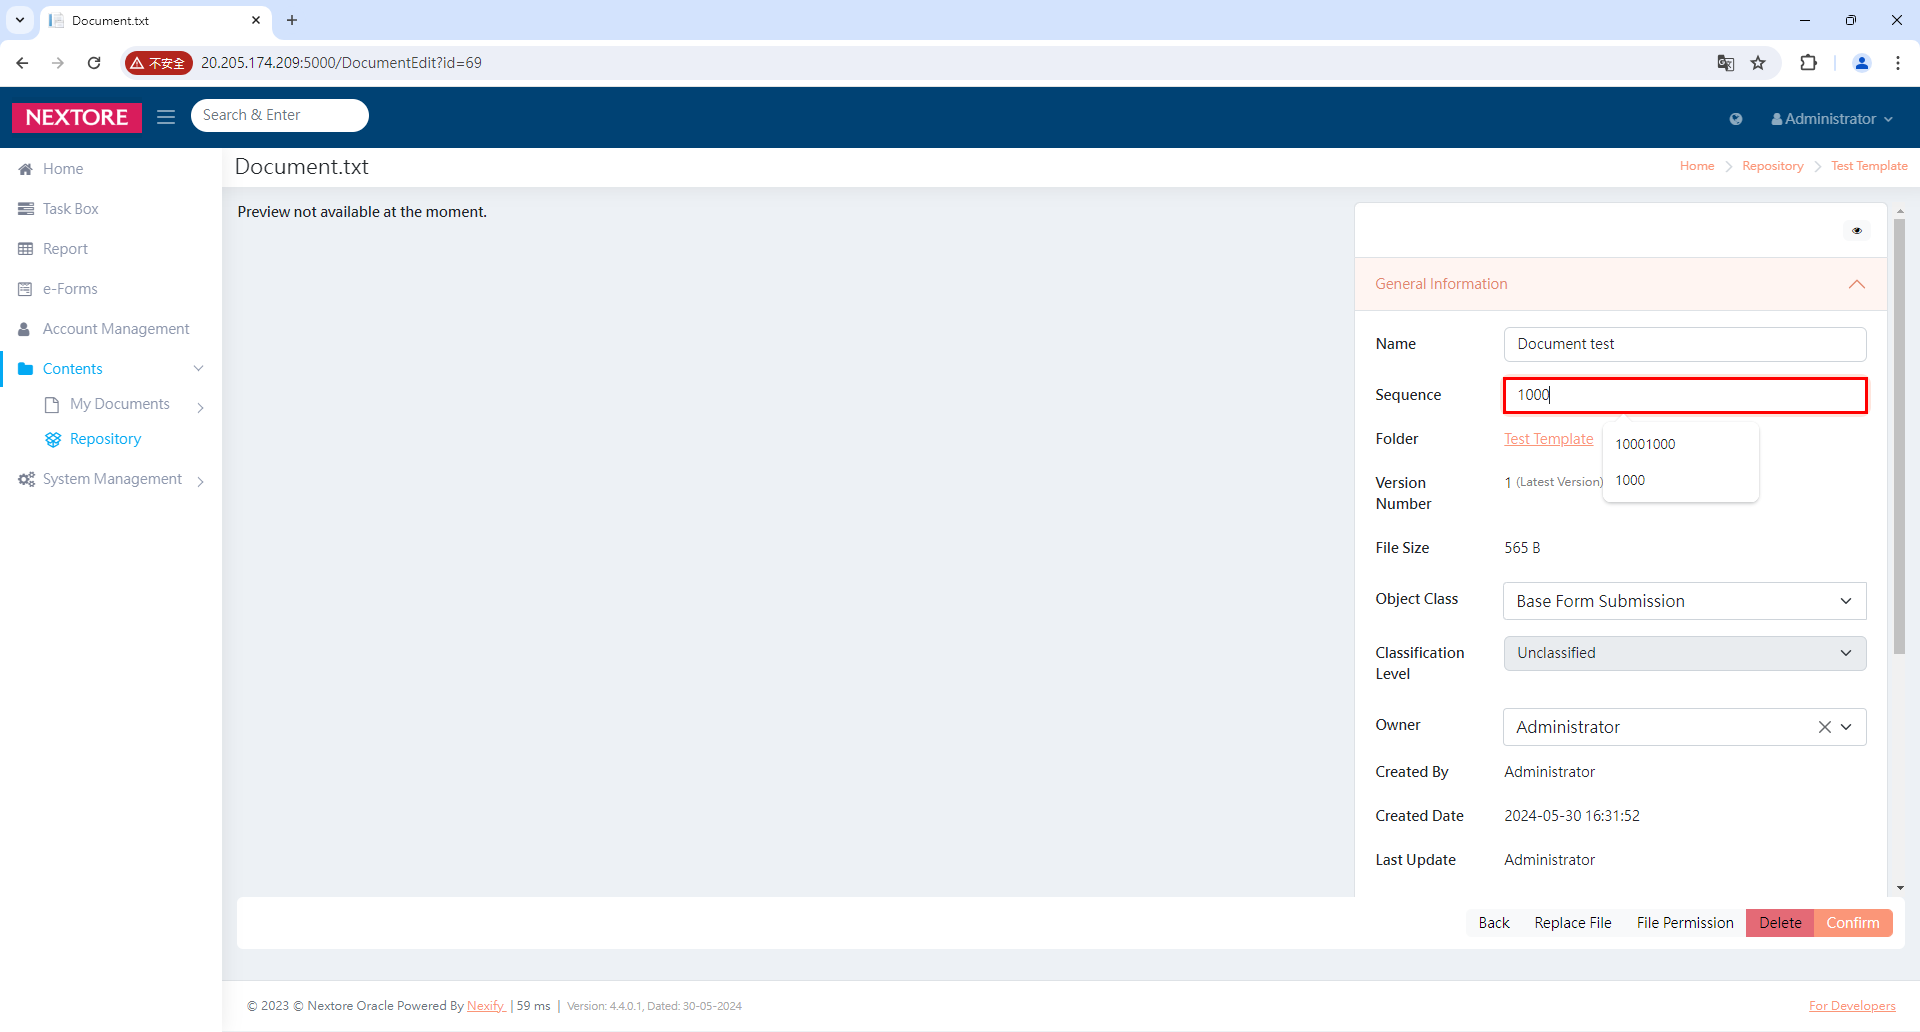 Document.txt
不安全
20.205.174.209:5000/DocumentEdit?id=69
NEXTORE
Search & Enter
Administrator
Home
Task Box
Report
e-Forms
Account Management
Contents
My Documents
Repository
System Management
Document.txt
Home
Repository
Test Template
Preview not available at the moment.
General Information
Name
Document test
Sequence
1000
10001000
1000
Folder
Test Template
Version Number
1 (Latest Version)
File Size
565 B
Object Class
Base Form Submission
Classification Level
Unclassified
Owner
Administrator
Created By
Administrator
Created Date
2024-05-30 16:31:52
Last Update
Administrator
Back
Replace File
File Permission
Delete
Confirm
© 2023 © Nextore Oracle Powered By Nexify | 59 ms | Version: 4.4.0.1, Dated: 30-05-2024
For Developers